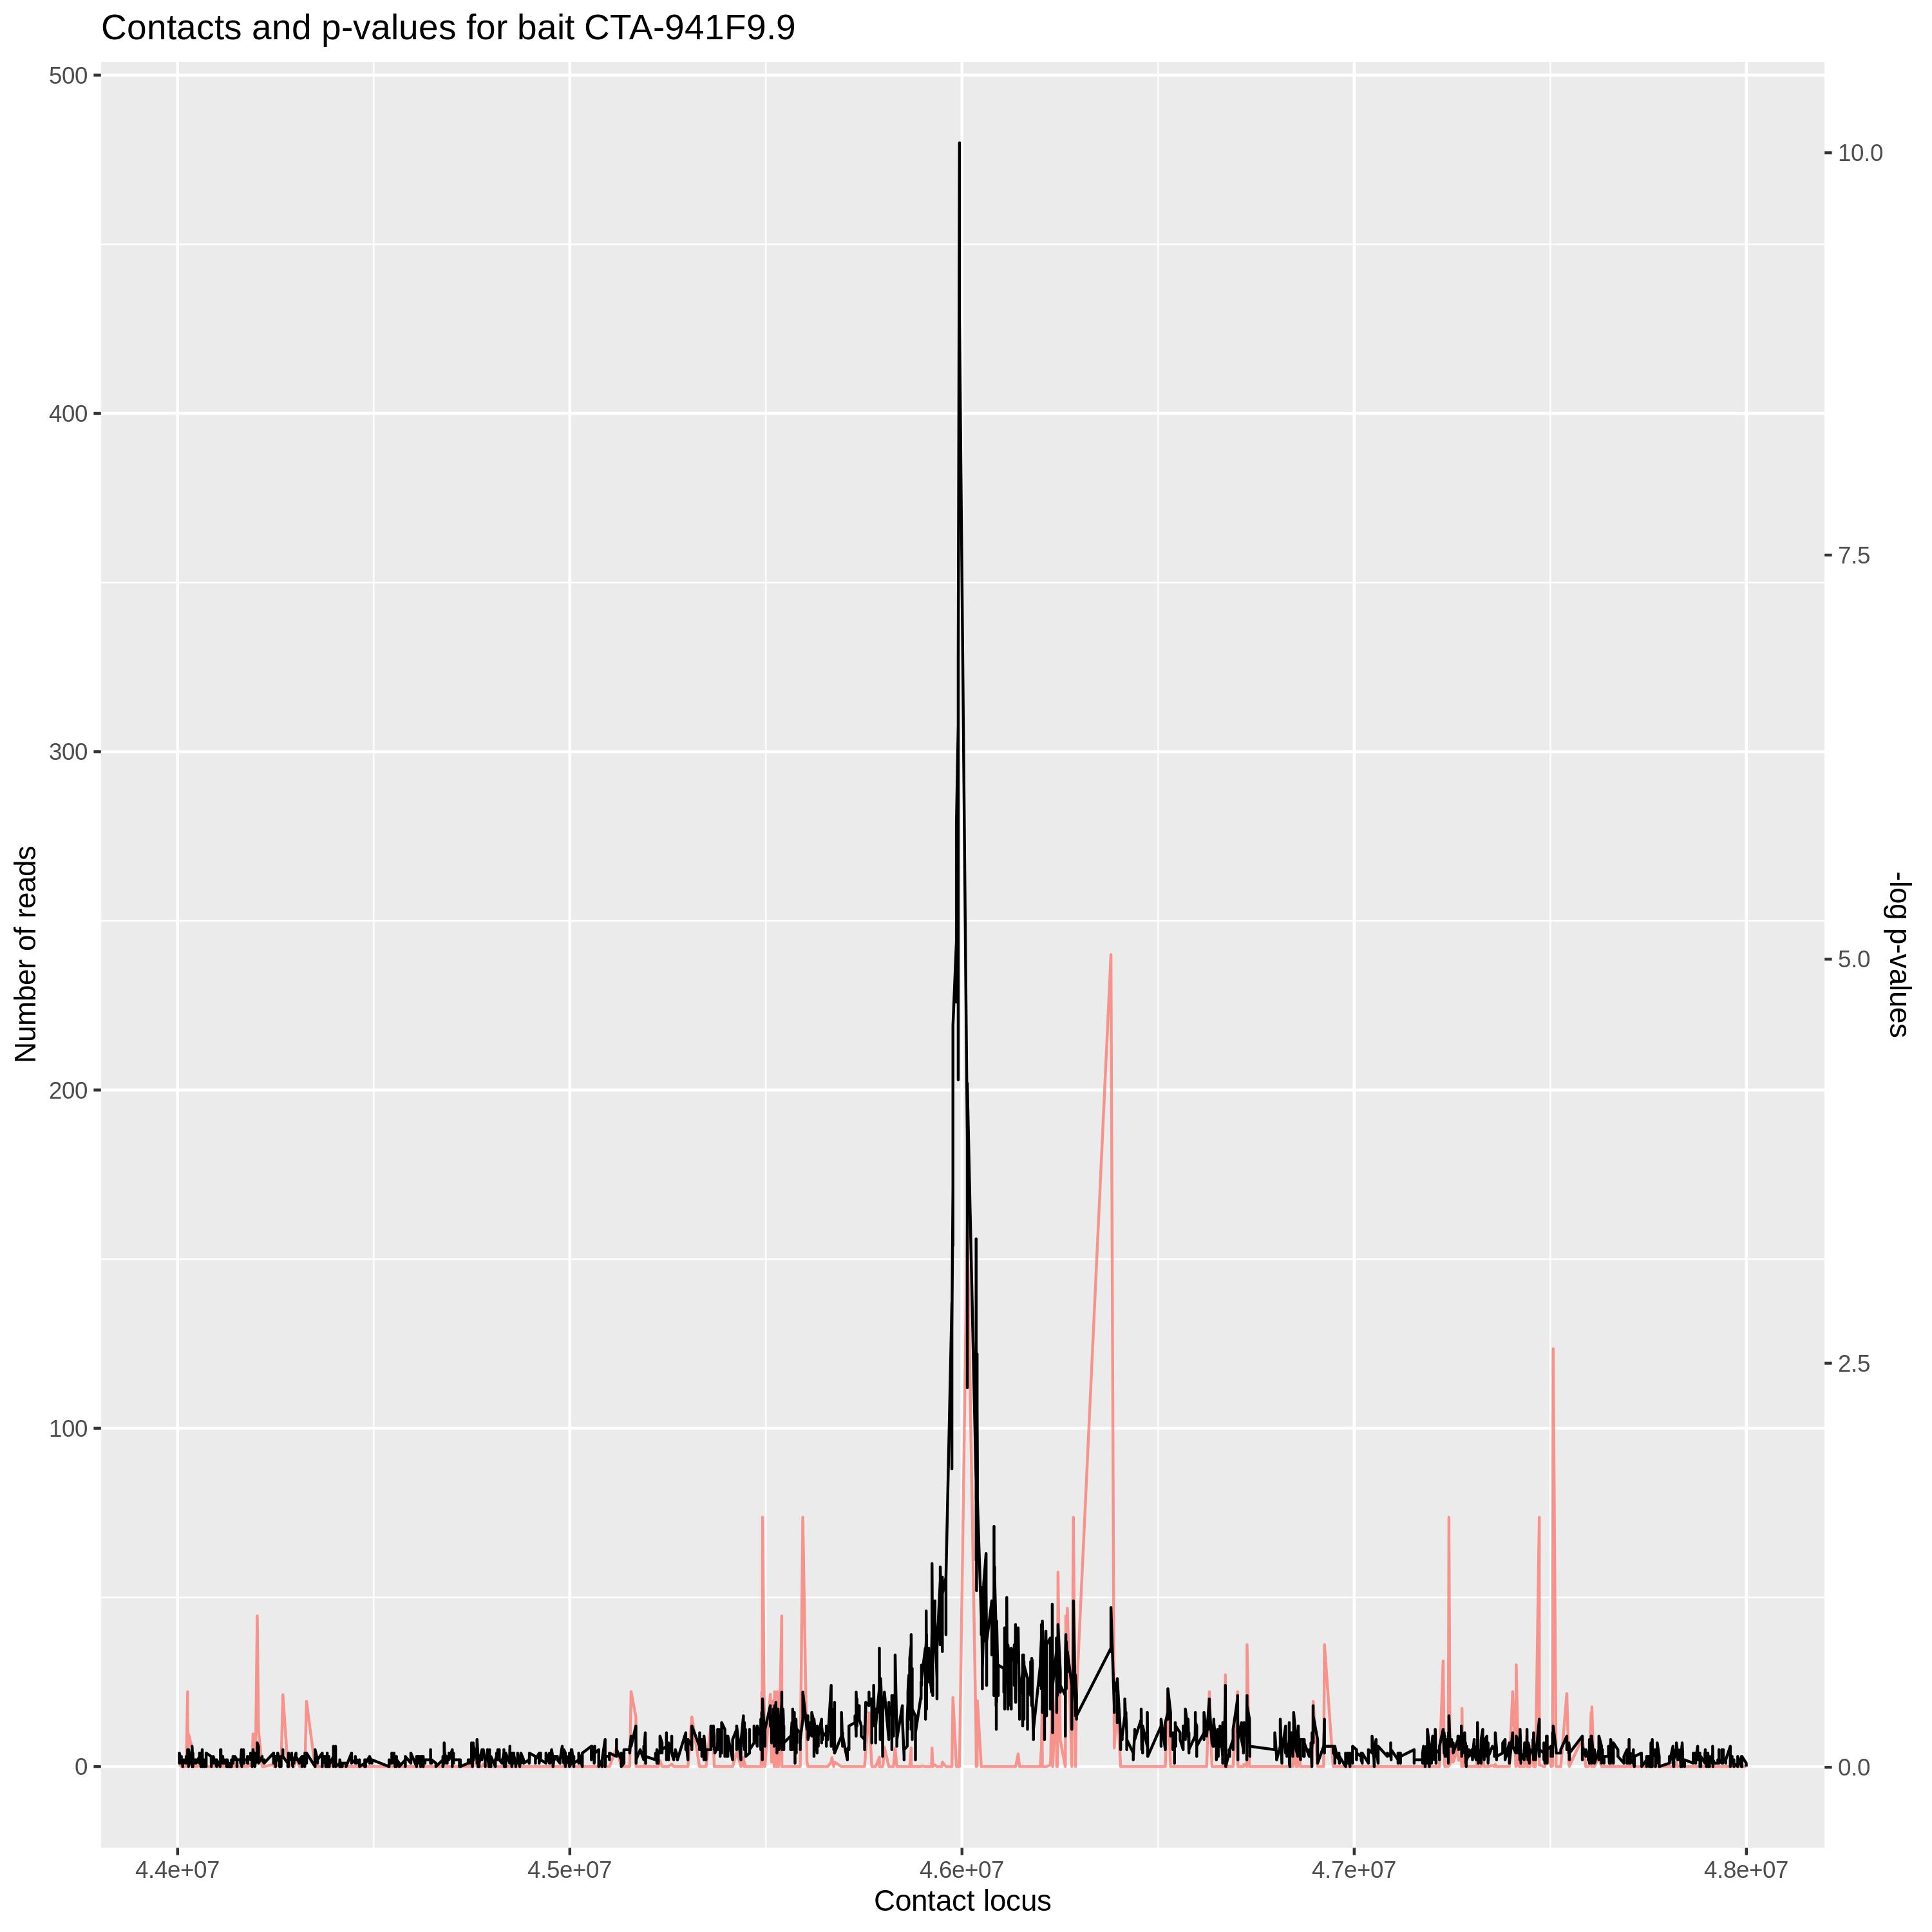 Contacts and p-values for bait CTA-941F9.9
500
400
300
200
100
0
Number of reads
10.0
7.5
5.0
2.5
0.0
-log p-values
4.4e+07
4.5e+07
4.6e+07
4.7e+07
4.8e+07
Contact locus